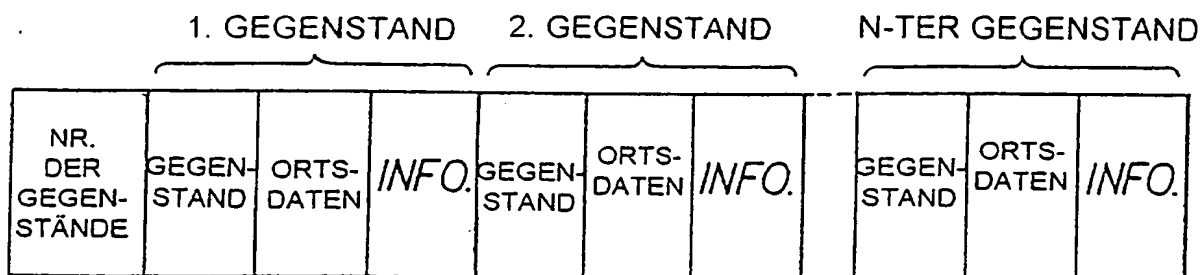 1. GEGENSTAND 2. GEGENSTAND N-TER GEGENSTAND
NR.
DER
GEGEN-
STÄNDE
GEGEN-
STAND
ORTS-
DATEN
INFO.
GEGEN-
STAND
ORTS-
DATEN
INFO.
GEGEN-
STAND
ORTS-
DATEN
INFO.